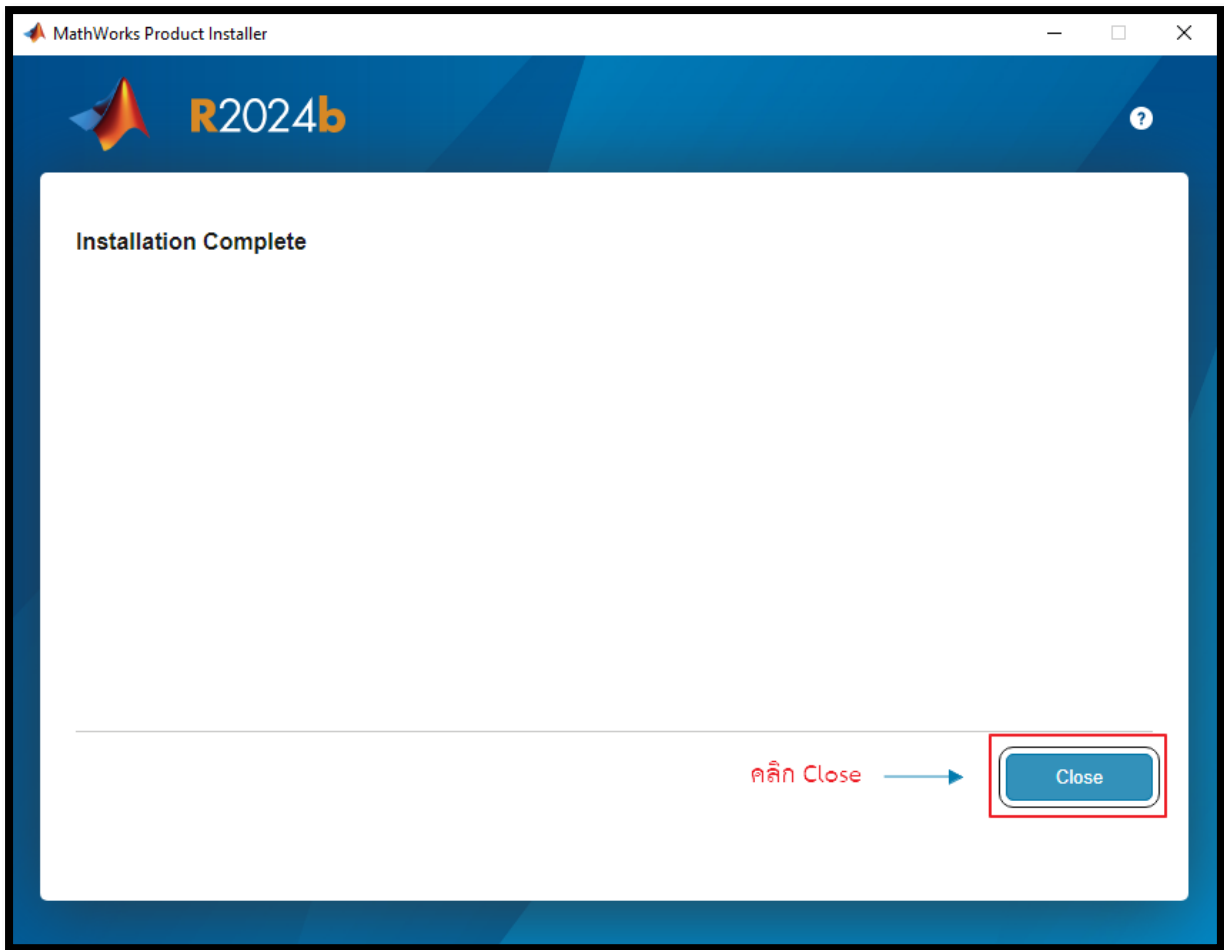 MathWorks Product Installer
R2024b
?
Installation Complete
คลิก Close
Close